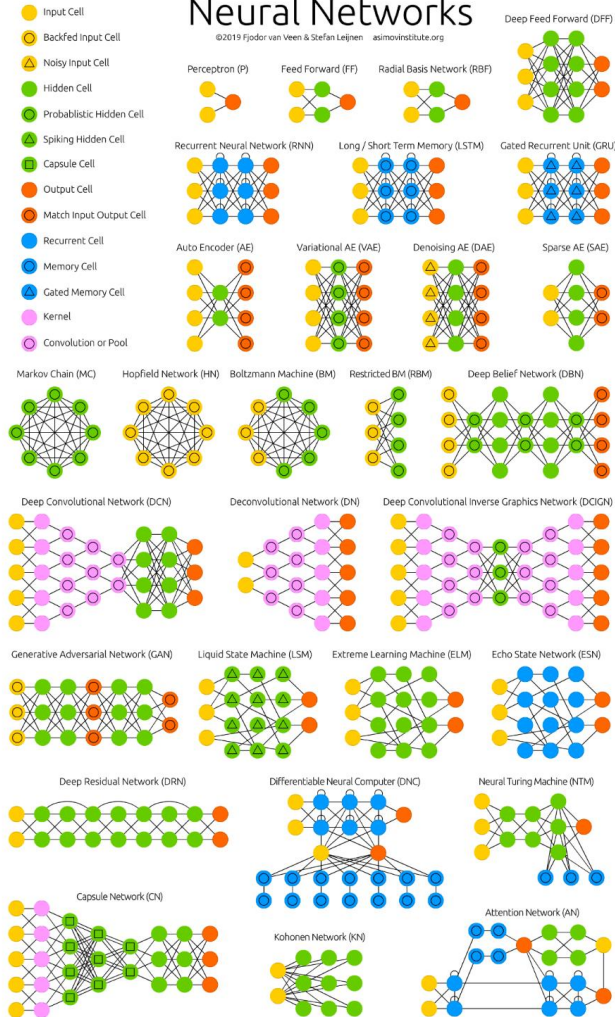 Neural Networks
©2019 Fjodor van Veen & Stefan Leijnen asimovinstitute.org
Input Cell
Backfed Input Cell
Noisy Input Cell
Hidden Cell
Probablistic Hidden Cell
Spiking Hidden Cell
Capsule Cell
Output Cell
Match Input Output Cell
Recurrent Cell
Memory Cell
Gated Memory Cell
Kernel
Convolution or Pool
Deep Feed Forward (DFF)
Perceptron (P)
Feed Forward (FF)
Radial Basis Network (RBF)
Recurrent Neural Network (RNN)
Long / Short Term Memory (LSTM)
Gated Recurrent Unit (GRU)
Auto Encoder (AE)
Variational AE (VAE)
Denoising AE (DAE)
Sparse AE (SAE)
Markov Chain (MC)
Hopfield Network (HN)
Boltzmann Machine (BM)
Restricted BM (RBM)
Deep Belief Network (DBN)
Deep Convolutional Network (DCN)
Deconvolutional Network (DN)
Deep Convolutional Inverse Graphics Network (DCIGN)
Generative Adversarial Network (GAN)
Liquid State Machine (LSM)
Extreme Learning Machine (ELM)
Echo State Network (ESN)
Deep Residual Network (DRN)
Differentiable Neural Computer (DNC)
Neural Turing Machine (NTM)
Capsule Network (CN)
Kohonen Network (KN)
Attention Network (AN)